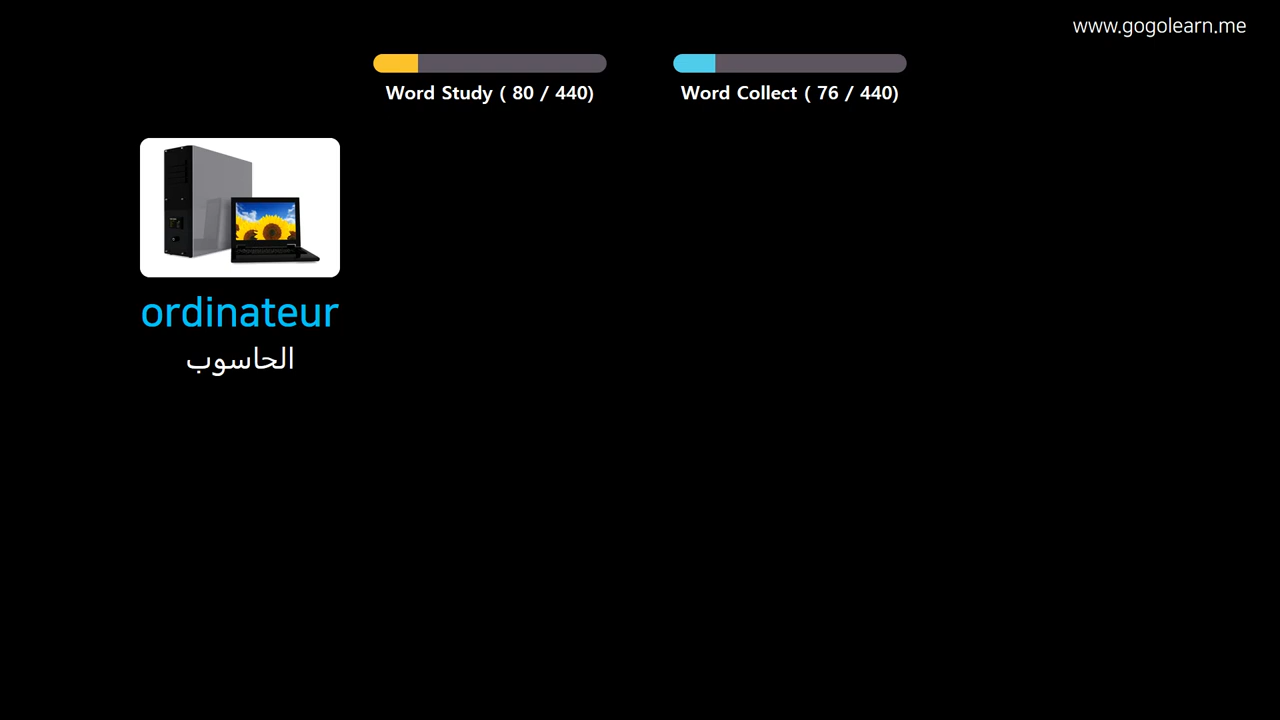 www.gogolearn.me
Word Study ( 80 / 440)
Word Collect ( 76 / 440)
ordinateur
الحاسوب